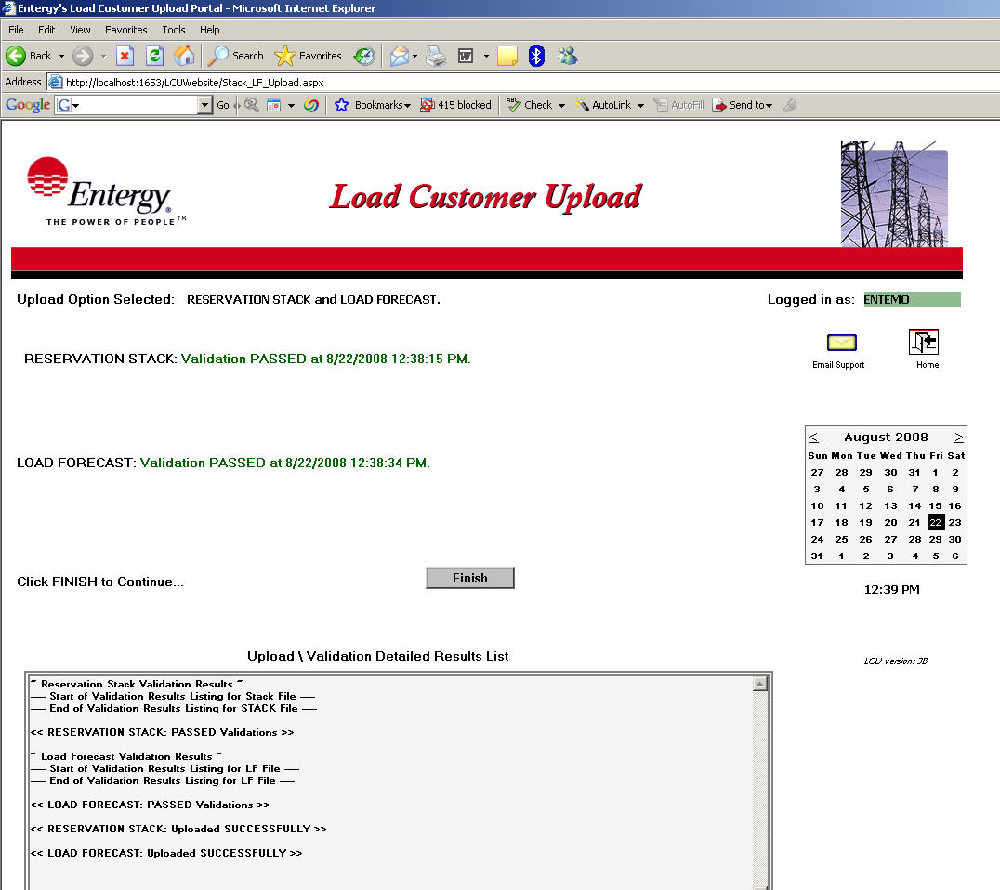 Entergy's Load Customer Upload Portal - Microsoft Internet Explorer
File Edit View Favorites Tools Help
Back Search Favorites
Address http://localhost:1653/LCUWebsite/Stack_LF_Upload.aspx
Google G Go Bookmarks 415 blocked ABC Check AutoLink AutoFill Send to
Entergy®
THE POWER OF PEOPLE™
Load Customer Upload
Upload Option Selected: RESERVATION STACK and LOAD FORECAST.
Logged in as: ENTEMO
RESERVATION STACK: Validation PASSED at 8/22/2008 12:38:15 PM.
Email Support Home
LOAD FORECAST: Validation PASSED at 8/22/2008 12:38:34 PM.
< August 2008 >
Sun Mon Tue Wed Thu Fri Sat
27 28 29 30 31 1 2
3 4 5 6 7 8 9
10 11 12 13 14 15 16
17 18 19 20 21 22 23
24 25 26 27 28 29 30
31 1 2 3 4 5 6
Click FINISH to Continue...
Finish
12:39 PM
Upload \ Validation Detailed Results List
LCU version: 3B
~ Reservation Stack Validation Results ~
---- Start of Validation Results Listing for Stack File ----
---- End of Validation Results Listing for STACK File ----
<< RESERVATION STACK: PASSED Validations >>
~ Load Forecast Validation Results ~
---- Start of Validation Results Listing for LF File ----
---- End of Validation Results Listing for LF File ----
<< LOAD FORECAST: PASSED Validations >>
<< RESERVATION STACK: Uploaded SUCCESSFULLY >>
<< LOAD FORECAST: Uploaded SUCCESSFULLY >>